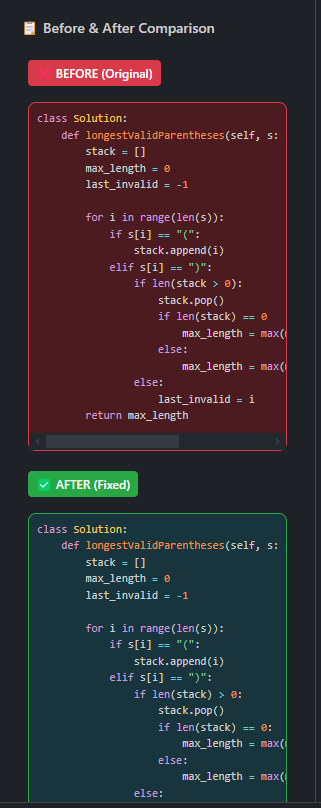 📋 Before & After Comparison
❌ BEFORE (Original)
class Solution:
    def longestValidParentheses(self, s:
        stack = []
        max_length = 0
        last_invalid = -1

        for i in range(len(s)):
            if s[i] == "(":
                stack.append(i)
            elif s[i] == ")":
                if len(stack > 0):
                    stack.pop()
                    if len(stack) == 0
                        max_length = max(
                    else:
                        max_length = max(
                else:
                    last_invalid = i
        return max_length
✅ AFTER (Fixed)
class Solution:
    def longestValidParentheses(self, s:
        stack = []
        max_length = 0
        last_invalid = -1

        for i in range(len(s)):
            if s[i] == "(":
                stack.append(i)
            elif s[i] == ")":
                if len(stack) > 0:
                    stack.pop()
                    if len(stack) == 0:
                        max_length = max(
                    else:
                        max_length = max(
                else: